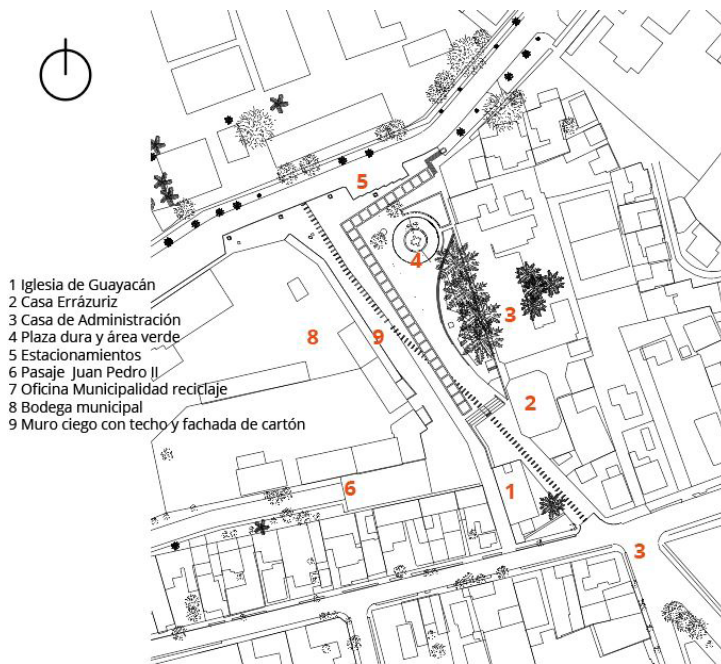 5
4
3
8
9
2
6
1
3
1 Iglesia de Guayacán
2 Casa Errázuriz
3 Casa de Administración
4 Plaza dura y área verde
5 Estacionamientos
6 Pasaje Juan Pedro II
7 Oficina Municipalidad reciclaje
8 Bodega municipal
9 Muro ciego con techo y fachada de cartón